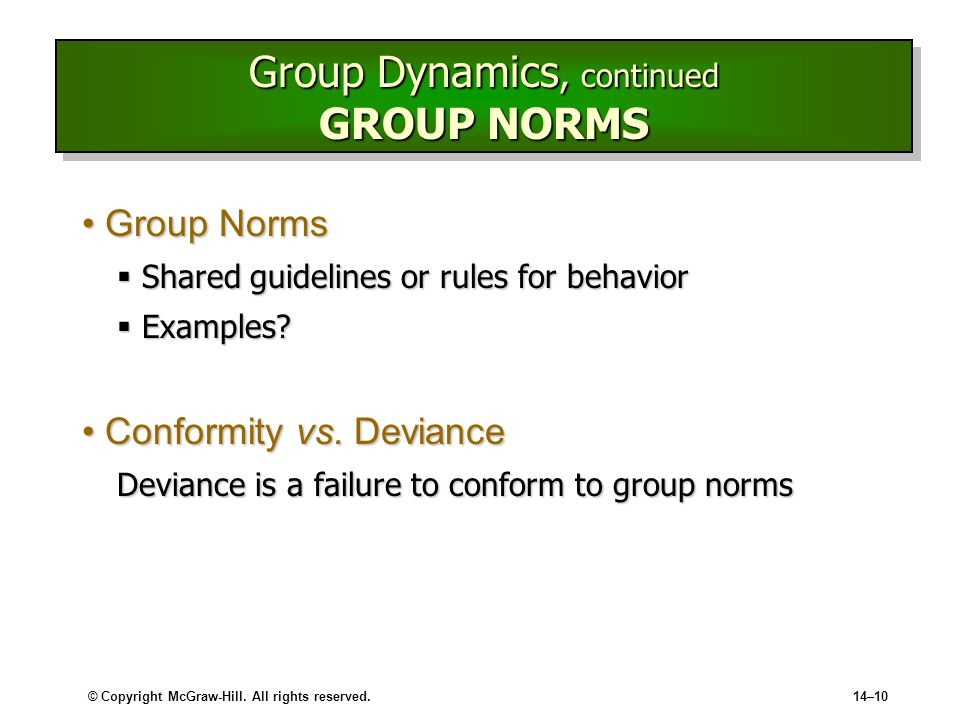 Group Dynamics, continued
GROUP NORMS
• Group Norms
▪ Shared guidelines or rules for behavior
▪ Examples?
• Conformity vs. Deviance
Deviance is a failure to conform to group norms
© Copyright McGraw-Hill. All rights reserved. 14–10